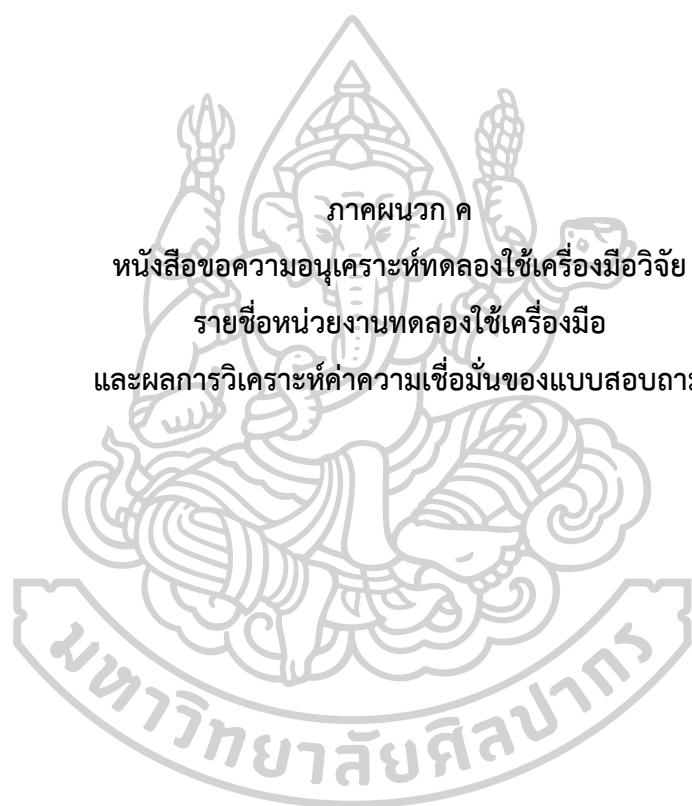 ภาคผนวก ค
หนังสือขอความอนุเคราะห์ทดลองใช้เครื่องมือวิจัย
รายชื่อหน่วยงานทดลองใช้เครื่องมือ
และผลการวิเคราะห์ค่าความเชื่อมั่นของแบบสอบถา
มหาวิทยาลัยศิลปากร